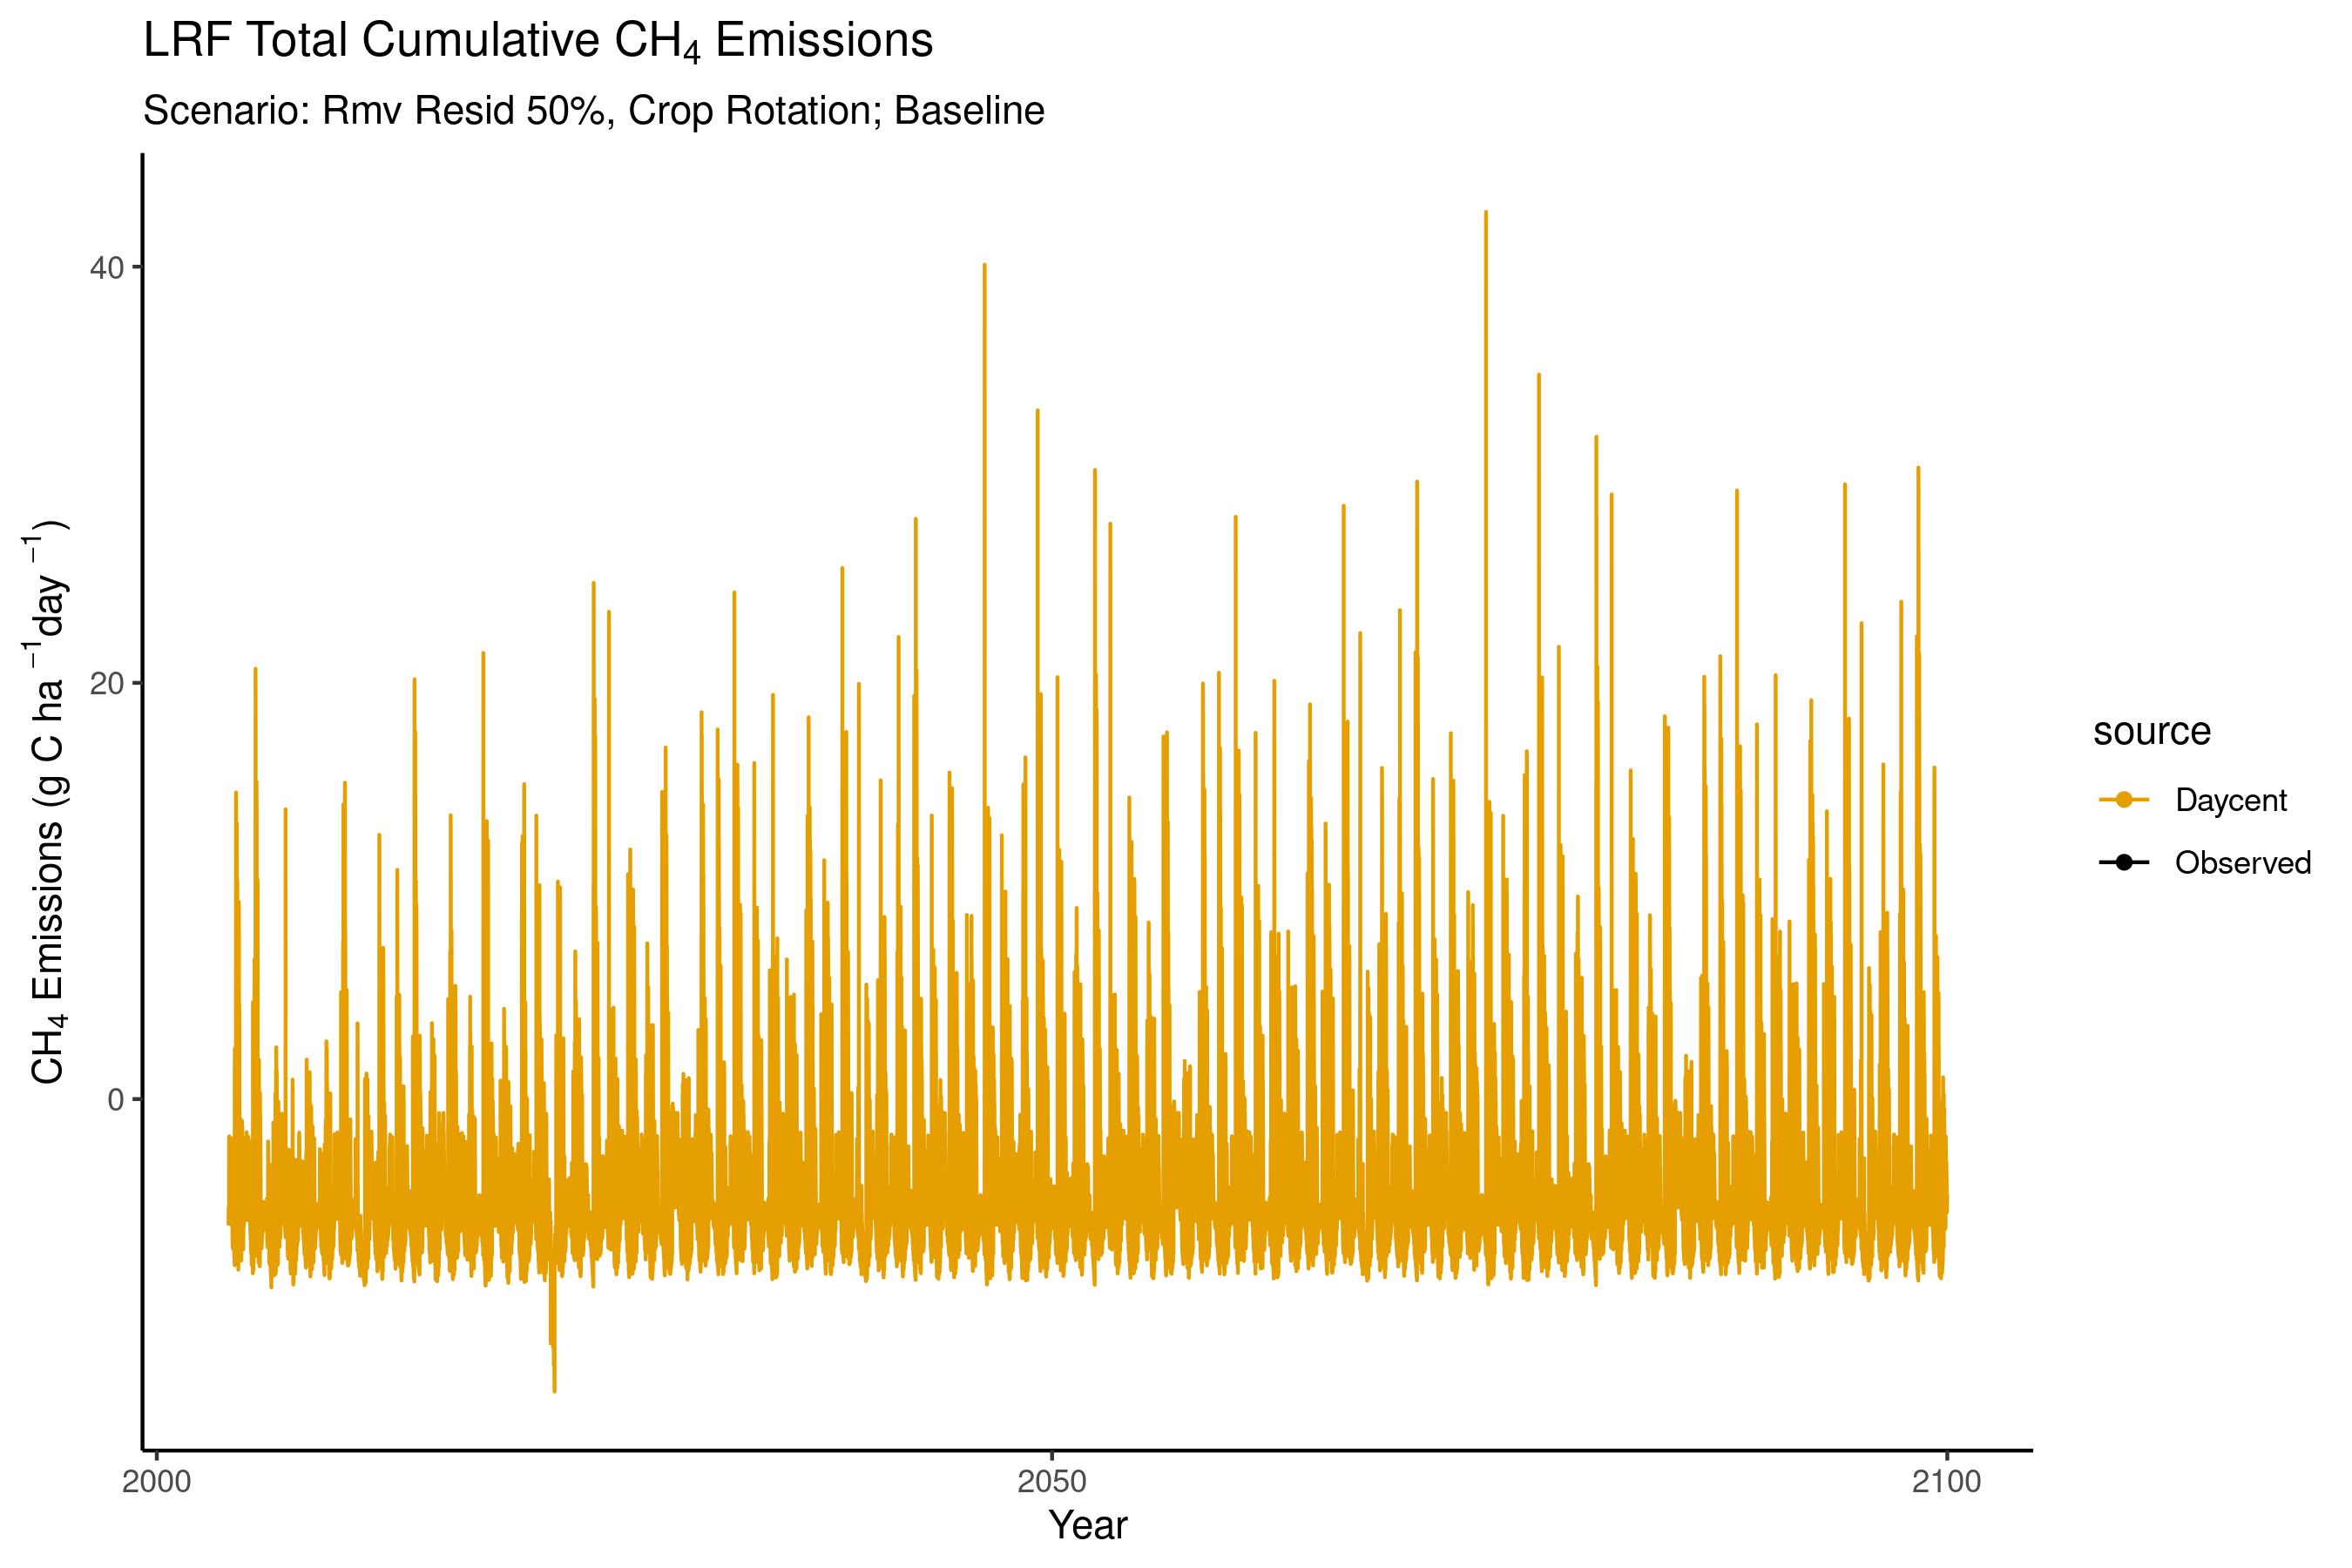 LRF Total Cumulative CH₄ Emissions
Scenario: Rmv Resid 50%, Crop Rotation; Baseline
CH₄ Emissions (g C ha ⁻¹day ⁻¹)
40
20
0
2000
2050
2100
Year
source
Daycent
Observed